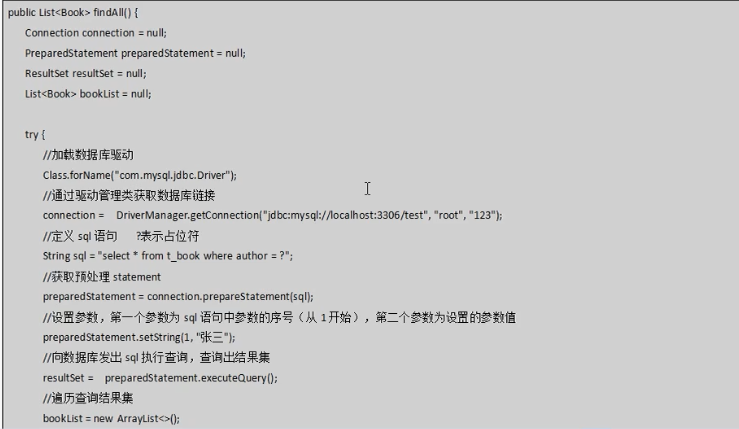 public List<Book> findAll() {
Connection connection = null;
PreparedStatement preparedStatement = null;
ResultSet resultSet = null;
List<Book> bookList = null;
try {
//加载数据库驱动
Class.forName("com.mysql.jdbc.Driver");
//通过驱动管理类获取数据库链接
connection = DriverManager.getConnection("jdbc:mysql://localhost:3306/test", "root", "123");
//定义 sql 语句 ?表示占位符
String sql = "select * from t_book where author = ?";
//获取预处理 statement
preparedStatement = connection.prepareStatement(sql);
//设置参数，第一个参数为 sql 语句中参数的序号（从 1 开始），第二个参数为设置的参数值
preparedStatement.setString(1, "张三");
//向数据库发出 sql 执行查询，查询出结果集
resultSet = preparedStatement.executeQuery();
//遍历查询结果集
bookList = new ArrayList<>();